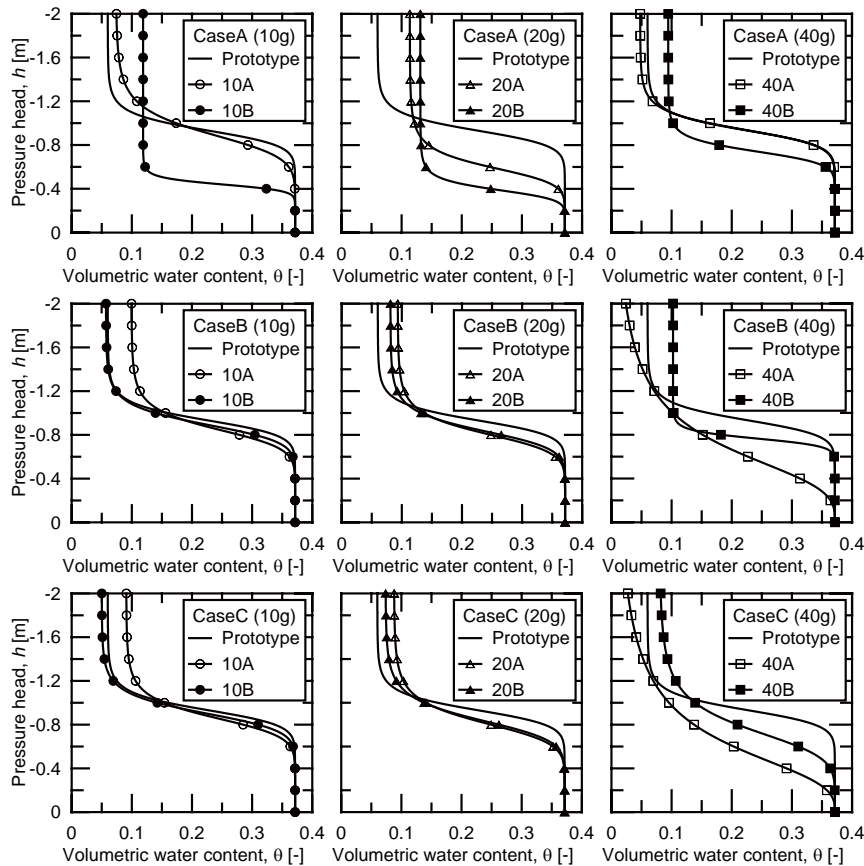 -2
-1.6
-1.2
-0.8
-0.4
0
Pressure head, h [m]
CaseA (10g)
Prototype
10A
10B
0 0.1 0.2 0.3 0.4
Volumetric water content, θ [-]
CaseA (20g)
Prototype
20A
20B
0 0.1 0.2 0.3 0.4
Volumetric water content, θ [-]
CaseA (40g)
Prototype
40A
40B
0 0.1 0.2 0.3 0.4
Volumetric water content, θ [-]
-2
-1.6
-1.2
-0.8
-0.4
0
Pressure head, h [m]
CaseB (10g)
Prototype
10A
10B
0 0.1 0.2 0.3 0.4
Volumetric water content, θ [-]
CaseB (20g)
Prototype
20A
20B
0 0.1 0.2 0.3 0.4
Volumetric water content, θ [-]
CaseB (40g)
Prototype
40A
40B
0 0.1 0.2 0.3 0.4
Volumetric water content, θ [-]
-2
-1.6
-1.2
-0.8
-0.4
0
Pressure head, h [m]
CaseC (10g)
Prototype
10A
10B
0 0.1 0.2 0.3 0.4
Volumetric water content, θ [-]
CaseC (20g)
Prototype
20A
20B
0 0.1 0.2 0.3 0.4
Volumetric water content, θ [-]
CaseC (40g)
Prototype
40A
40B
0 0.1 0.2 0.3 0.4
Volumetric water content, θ [-]